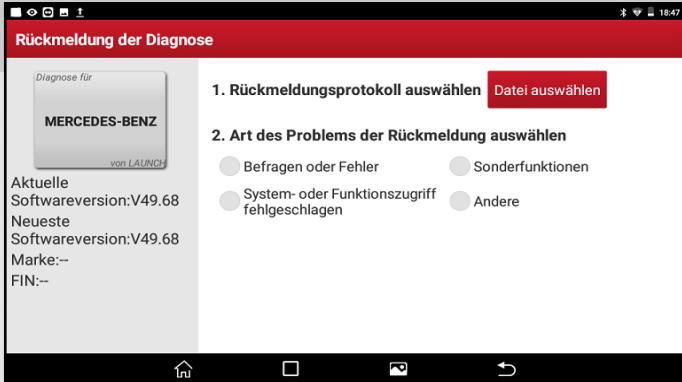 18:47
Rückmeldung der Diagnose
Diagnose für
MERCEDES-BENZ
von LAUNCH
Aktuelle
Softwareversion:V49.68
Neueste
Softwareversion:V49.68
Marke:--
FIN:--
1. Rückmeldungsprotokoll auswählen
Datei auswählen
2. Art des Problems der Rückmeldung auswählen
Befragen oder Fehler
Sonderfunktionen
System- oder Funktionszugriff
fehlgeschlagen
Andere